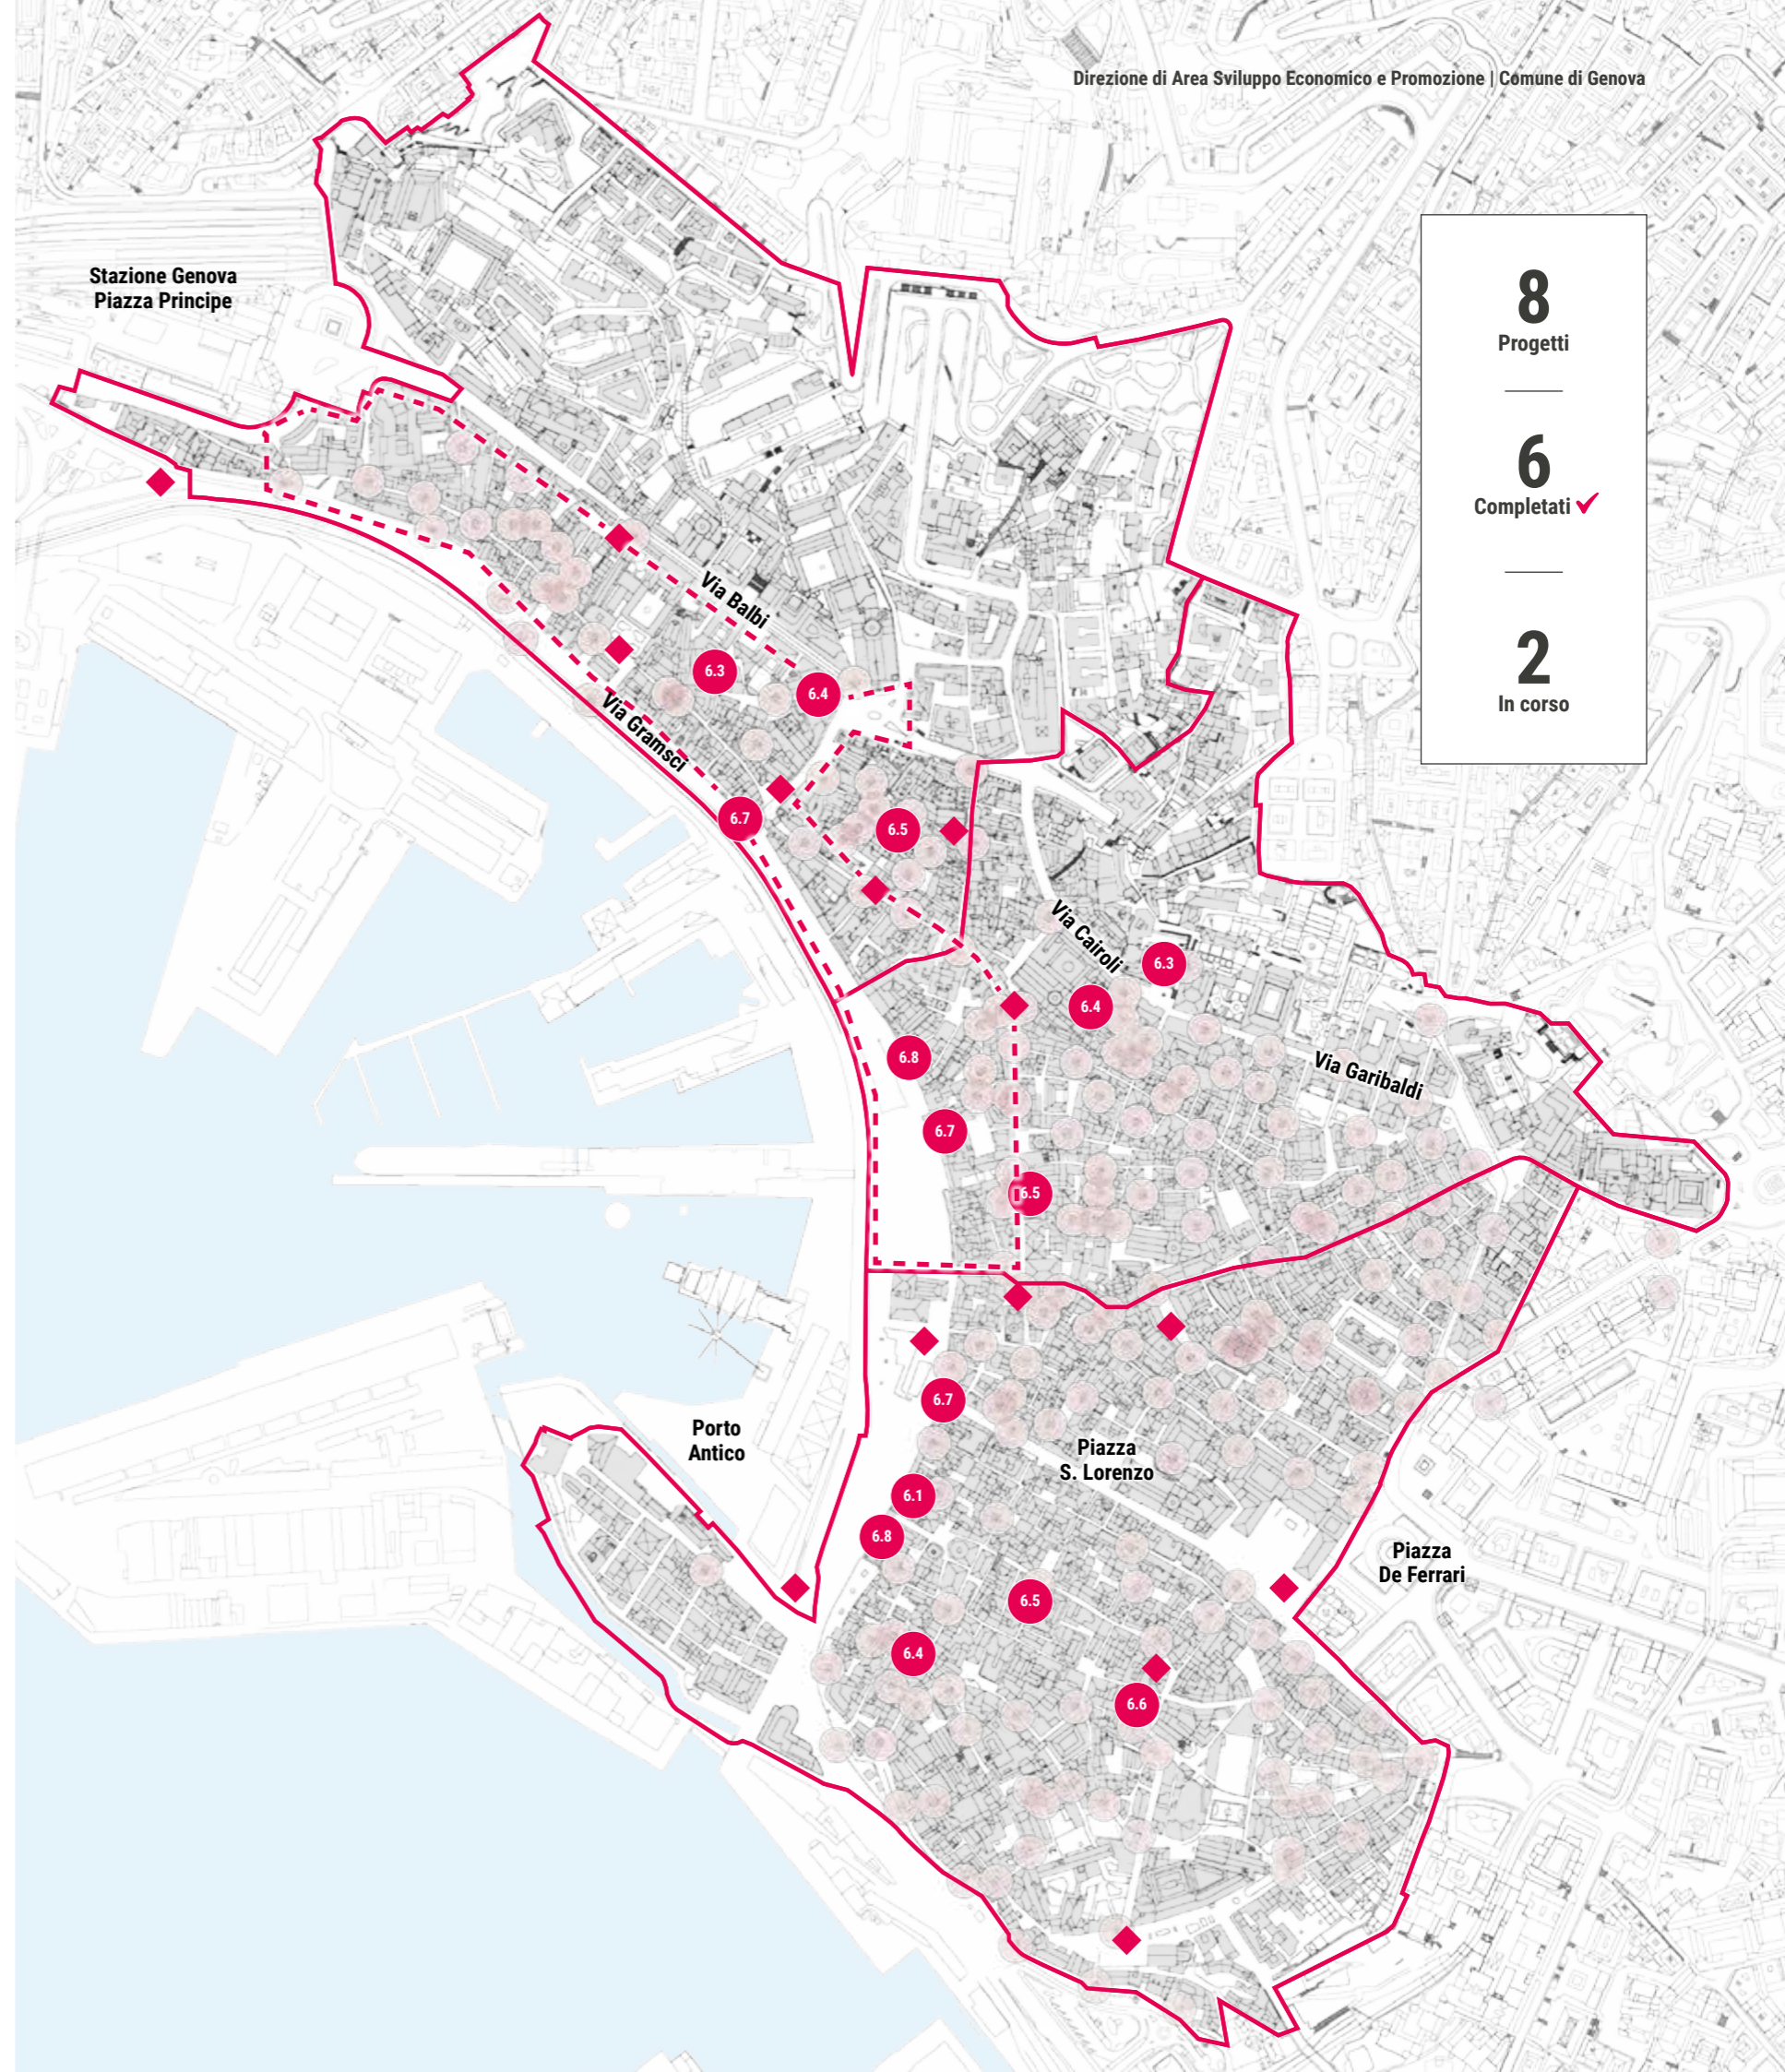 Direzione di Area Sviluppo Economico e Promozione | Comune di Genova
Stazione Genova
Piazza Principe
8
Progetti
6
Completati
2
In corso
Via Balbi
6.3
6.4
Via Gramsci
6.7
6.5
Via Cairoli
6.3
6.4
6.8
Via Garibaldi
6.7
6.5
6.7
Porto
Antico
Piazza
S. Lorenzo
6.1
6.8
Piazza
De Ferrari
6.5
6.4
6.6